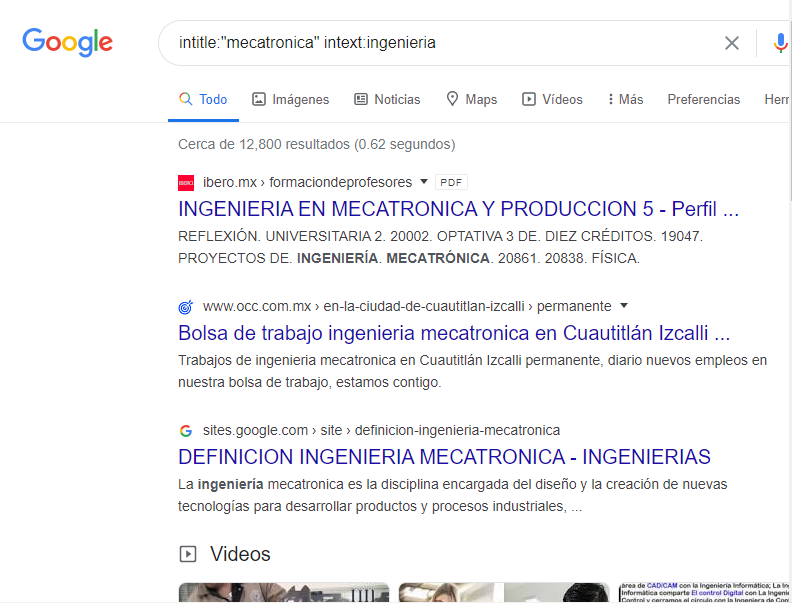 Google
intitle:"mecatronica" intext:ingenieria
Todo Imágenes Noticias Maps Vídeos Más Preferencias Herr
Cerca de 12,800 resultados (0.62 segundos)
ibero.mx › formaciondeprofesores PDF
INGENIERIA EN MECATRONICA Y PRODUCCION 5 - Perfil ...
REFLEXIÓN. UNIVERSITARIA 2. 20002. OPTATIVA 3 DE. DIEZ CRÉDITOS. 19047.
PROYECTOS DE. INGENIERÍA. MECATRÓNICA. 20861. 20838. FÍSICA.
www.occ.com.mx › en-la-ciudad-de-cuautitlan-izcalli › permanente
Bolsa de trabajo ingenieria mecatronica en Cuautitlán Izcalli ...
Trabajos de ingenieria mecatronica en Cuautitlán Izcalli permanente, diario nuevos empleos en
nuestra bolsa de trabajo, estamos contigo.
sites.google.com › site › definicion-ingenieria-mecatronica
DEFINICION INGENIERIA MECATRONICA - INGENIERIAS
La ingeniería mecatronica es la disciplina encargada del diseño y la creación de nuevas
tecnologías para desarrollar productos y procesos industriales, ...
Videos
área de CAD/CAM con la Ingeniería Informática; La In
Informática comparte El control Digital con La Ingenie
Control y cerramos el círculo con la Ingeniera de Con